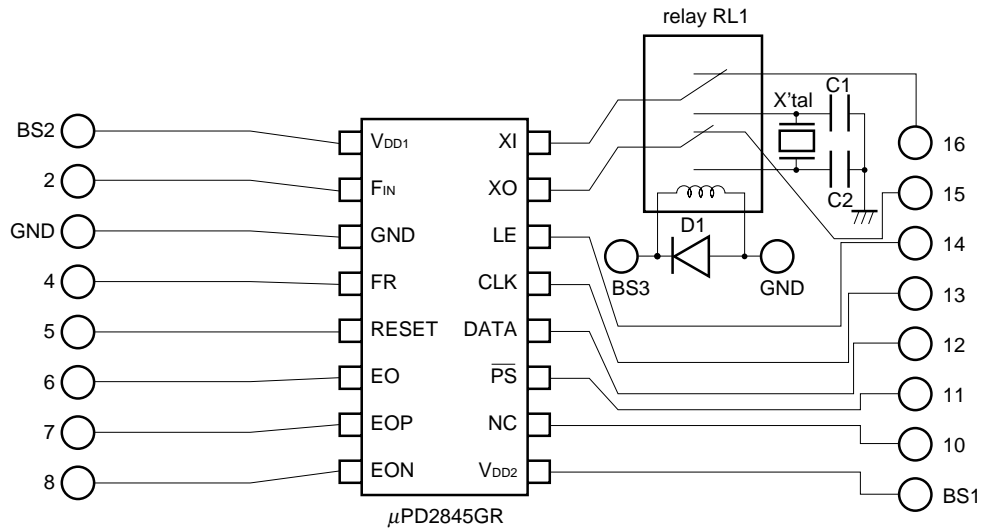 relay RL1
C1
X'tal
BS2
VDD1
XI
16
2
FIN
XO
C2
15
GND
GND
LE
D1
14
4
FR
CLK
BS3
GND
13
5
RESET
DATA
12
6
EO
PS
11
7
EOP
NC
10
8
EON
VDD2
BS1
μPD2845GR